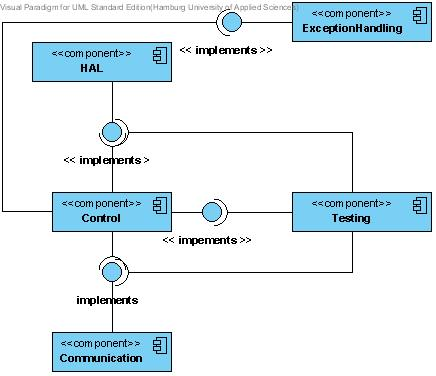 Visual Paradigm for UML Standard Edition(Hamburg University of Applied Sciences)
<<component>>
ExceptionHandling
<< implements >>
<<component>>
HAL
<< implements >
<<component>>
Control
<<component>>
Testing
<< impements >>
implements
<<component>>
Communication